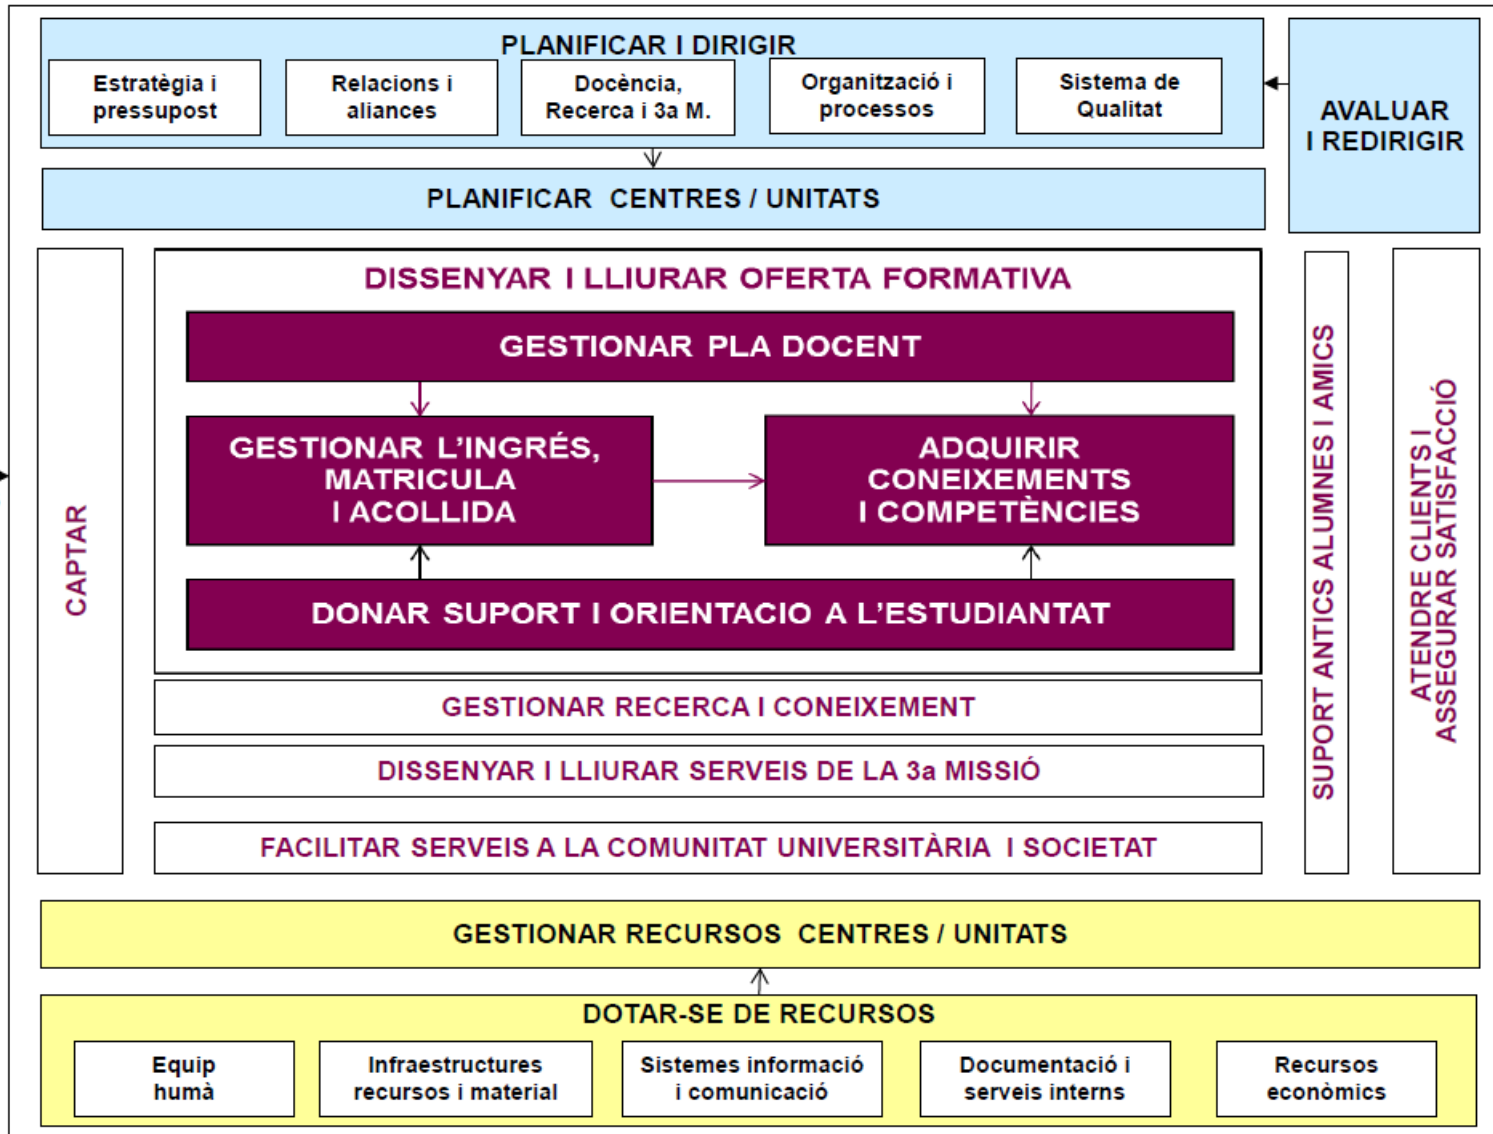 PLANIFICAR I DIRIGIR
Estratègia i
pressupost
Relacions i
aliances
Docència,
Recerca i 3a M.
Organització i
processos
Sistema de
Qualitat
AVALUAR
I REDIRIGIR
PLANIFICAR CENTRES / UNITATS
CAPTAR
DISSENYAR I LLIURAR OFERTA FORMATIVA
GESTIONAR PLA DOCENT
GESTIONAR L’INGRÉS,
MATRICULA
I ACOLLIDA
ADQUIRIR
CONEIXEMENTS
I COMPETÈNCIES
DONAR SUPORT I ORIENTACIO A L’ESTUDIANTAT
GESTIONAR RECERCA I CONEIXEMENT
DISSENYAR I LLIURAR SERVEIS DE LA 3a MISSIÓ
FACILITAR SERVEIS A LA COMUNITAT UNIVERSITÀRIA I SOCIETAT
SUPORT ANTICS ALUMNES I AMICS
ATENDRE CLIENTS I
ASSEGURAR SATISFACCIÓ
GESTIONAR RECURSOS CENTRES / UNITATS
DOTAR-SE DE RECURSOS
Equip
humà
Infraestructures
recursos i material
Sistemes informació
i comunicació
Documentació i
serveis interns
Recursos
econòmics